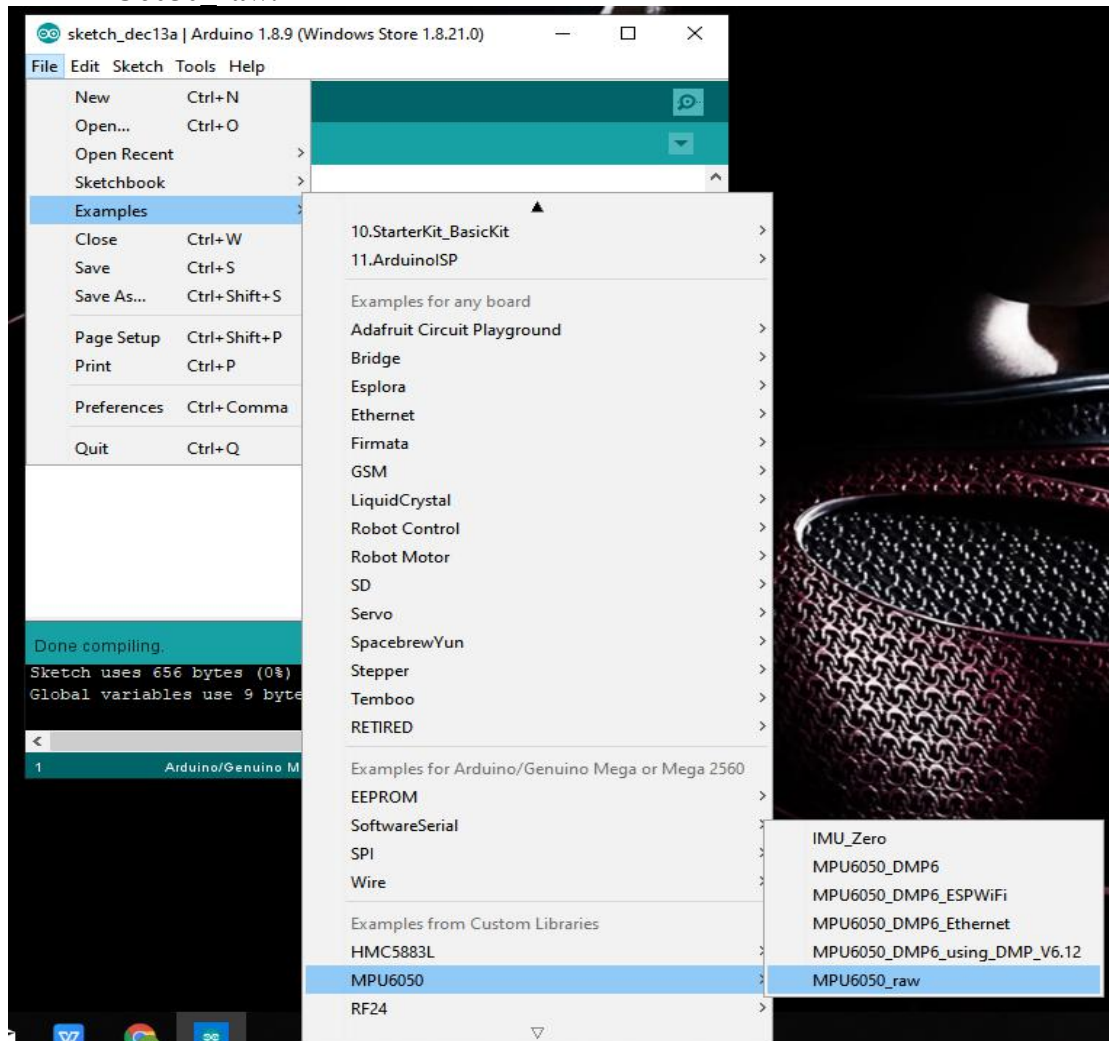 sketch_dec13a | Arduino 1.8.9 (Windows Store 1.8.21.0)
File Edit Sketch Tools Help
New Ctrl+N
Open... Ctrl+O
Open Recent
Sketchbook
Examples
Close Ctrl+W
Save Ctrl+S
Save As... Ctrl+Shift+S
Page Setup Ctrl+Shift+P
Print Ctrl+P
Preferences Ctrl+Comma
Quit Ctrl+Q
10.StarterKit_BasicKit
11.ArduinoISP
Examples for any board
Adafruit Circuit Playground
Bridge
Esplora
Ethernet
Firmata
GSM
LiquidCrystal
Robot Control
Robot Motor
SD
Servo
SpacebrewYun
Stepper
Temboo
RETIRED
Examples for Arduino/Genuino Mega or Mega 2560
EEPROM
SoftwareSerial
SPI
Wire
Examples from Custom Libraries
HMC5883L
MPU6050
RF24
IMU_Zero
MPU6050_DMP6
MPU6050_DMP6_ESPWiFi
MPU6050_DMP6_Ethernet
MPU6050_DMP6_using_DMP_V6.12
MPU6050_raw
Done compiling.
Sketch uses 656 bytes (0%)
Global variables use 9 byte
1 Arduino/Genuino M